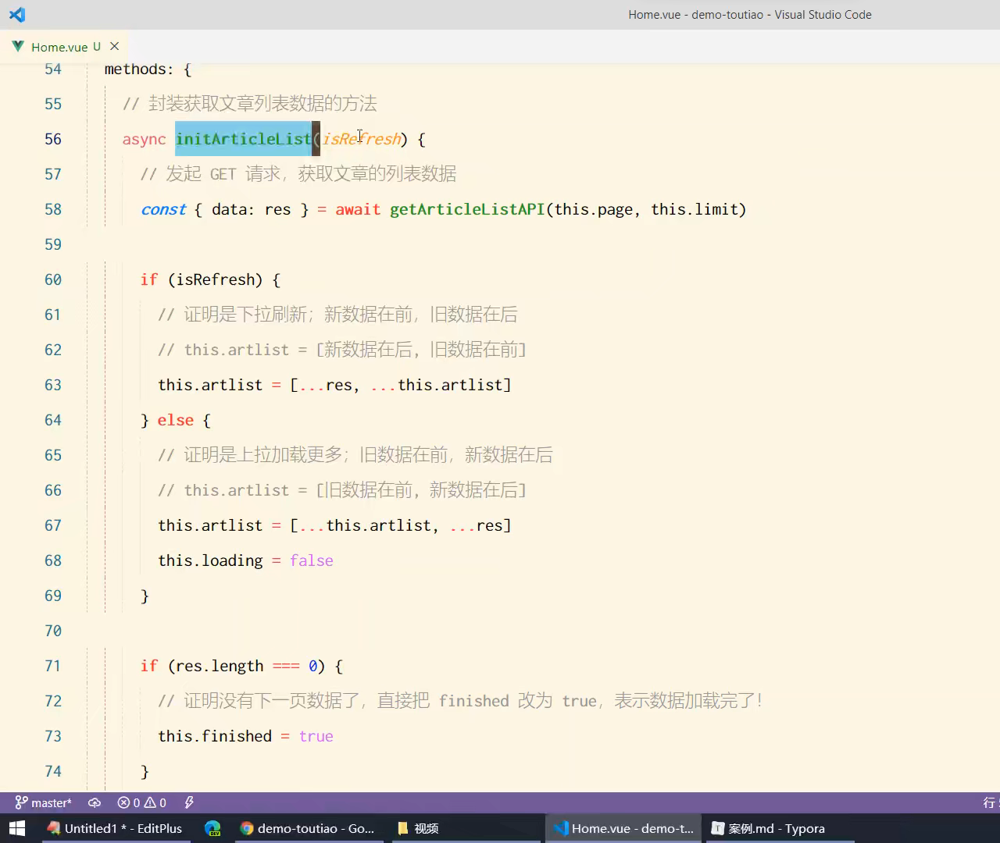 Home.vue - demo-toutiao - Visual Studio Code
Home.vue U
54 methods: {
55 // 封装获取文章列表数据的方法
56 async initArticleList(isRefresh) {
57 // 发起 GET 请求，获取文章的列表数据
58 const { data: res } = await getArticleListAPI(this.page, this.limit)
59
60 if (isRefresh) {
61 // 证明是下拉刷新；新数据在前，旧数据在后
62 // this.artlist = [新数据在后，旧数据在前]
63 this.artlist = [...res, ...this.artlist]
64 } else {
65 // 证明是上拉加载更多；旧数据在前，新数据在后
66 // this.artlist = [旧数据在前，新数据在后]
67 this.artlist = [...this.artlist, ...res]
68 this.loading = false
69 }
70
71 if (res.length === 0) {
72 // 证明没有下一页数据了，直接把 finished 改为 true，表示数据加载完了！
73 this.finished = true
74 }
master* 0 0 行
Untitled1 * - EditPlus DEV demo-toutiao - Go... 视频 Home.vue - demo-t... 案例.md - Typora